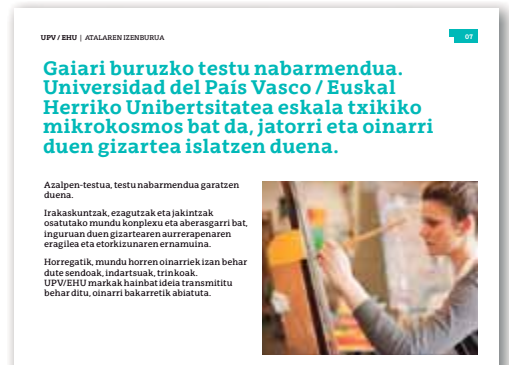 UPV / EHU | ATALAREN IZENBURUA
07
Gaiari buruzko testu nabarmendua.
Universidad del País Vasco / Euskal
Herriko Unibertsitatea eskala txikiko
mikrokosmos bat da, jatorri eta oinarri
duen gizartea islatzen duena.
Azalpen-testua, testu nabarmendua garatzen
duena.
Irakaskuntzak, ezagutzak eta jakintzak
osatutako mundu konplexu eta aberasgarri bat,
inguruan duen gizartearen aurrerapenaren
eragilea eta etorkizunaren ernamuina.
Horregatik, mundu horren oinarriek izan behar
dute sendoak, indartsuak, trinkoak.
UPV/EHU markak hainbat ideia transmititu
behar ditu, oinarri bakarretik abiatuta.